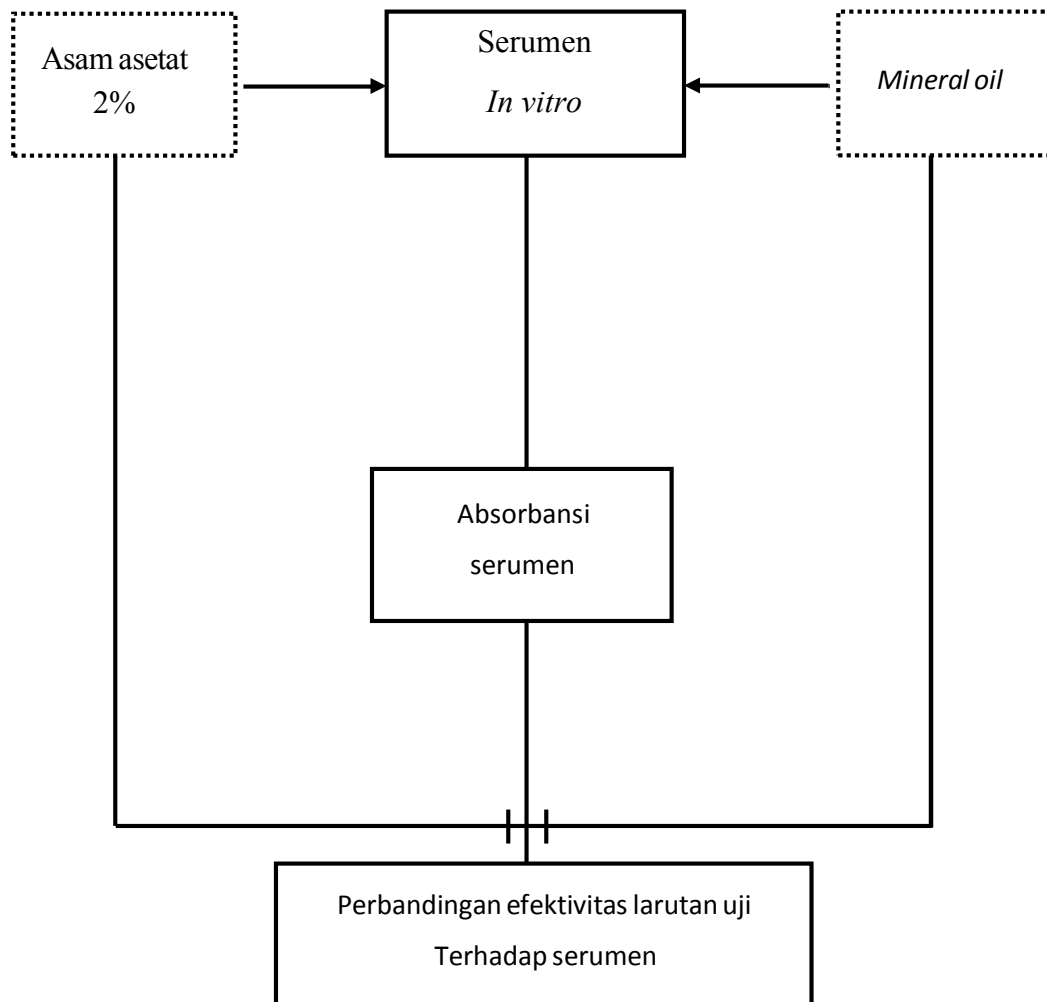 Asam asetat
2%
Serumen
In vitro
Mineral oil
Absorbansi
serumen
Perbandingan efektivitas larutan uji
Terhadap serumen